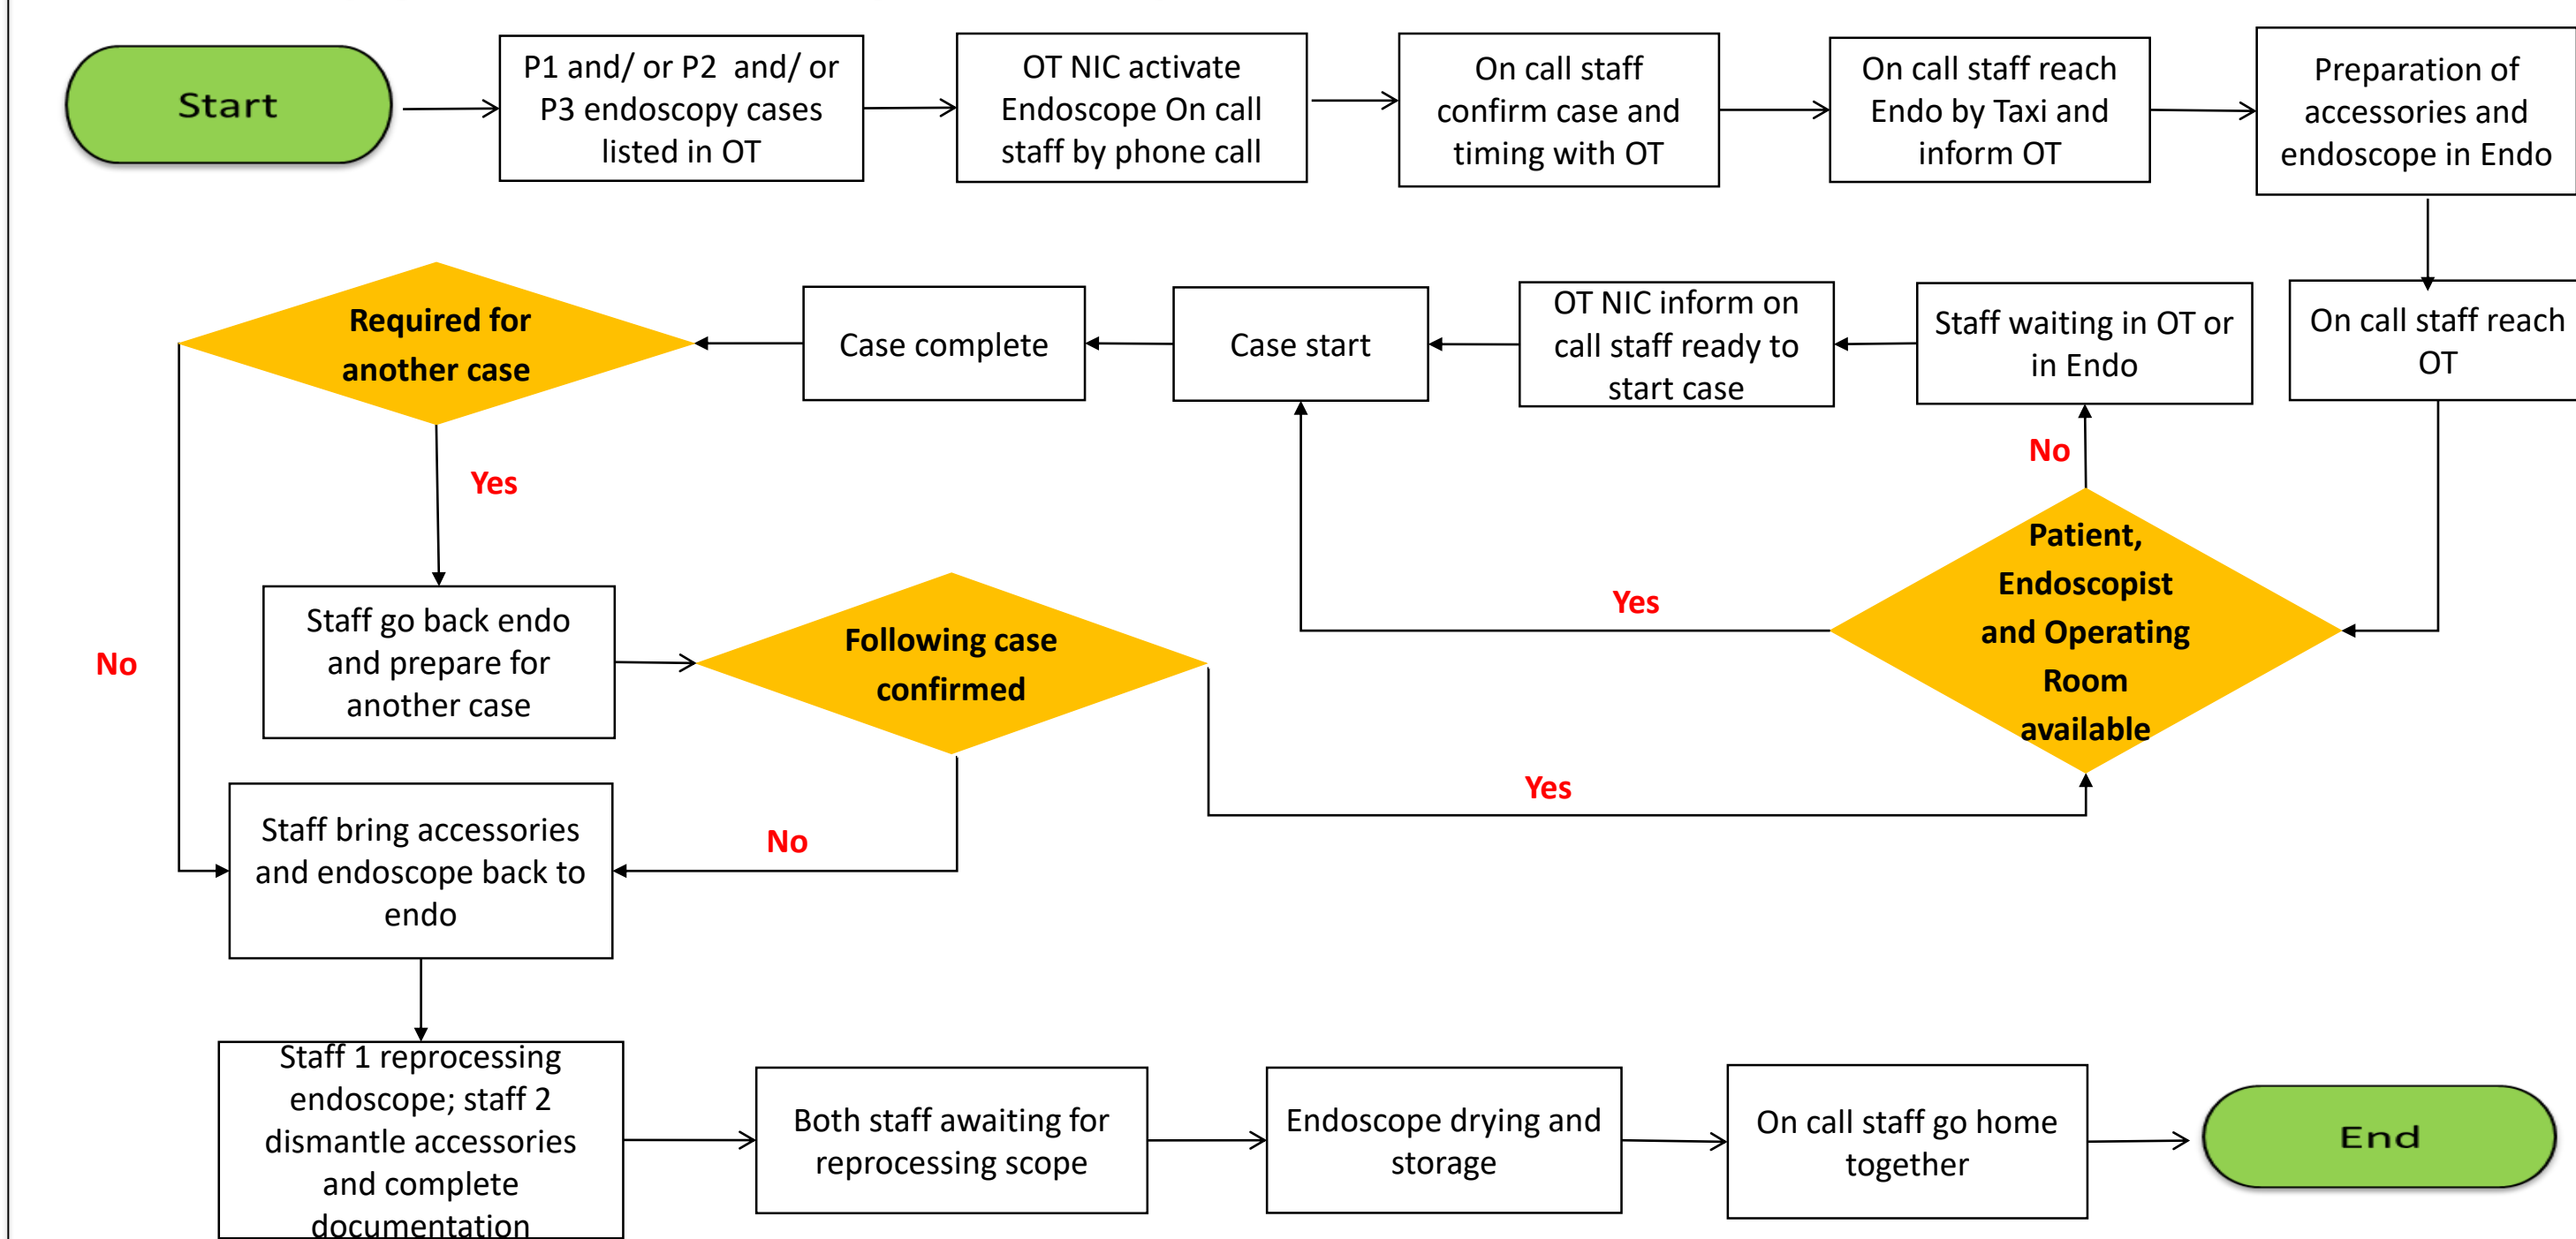 Start
P1 and/ or P2 and/ or
P3 endoscopy cases
listed in OT
OT NIC activate
Endoscope On call
staff by phone call
On call staff
confirm case and
timing with OT
On call staff reach
Endo by Taxi and
inform OT
Preparation of
accessories and
endoscope in Endo
On call staff reach
OT
Patient,
Endoscopist
and Operating
Room
available
No
Staff waiting in OT or
in Endo
OT NIC inform on
call staff ready to
start case
Yes
Case start
Case complete
Required for
another case
Yes
No
Staff go back endo
and prepare for
another case
Following case
confirmed
Yes
No
Staff bring accessories
and endoscope back to
endo
Staff 1 reprocessing
endoscope; staff 2
dismantle accessories
and complete
documentation
Both staff awaiting for
reprocessing scope
Endoscope drying and
storage
On call staff go home
together
End